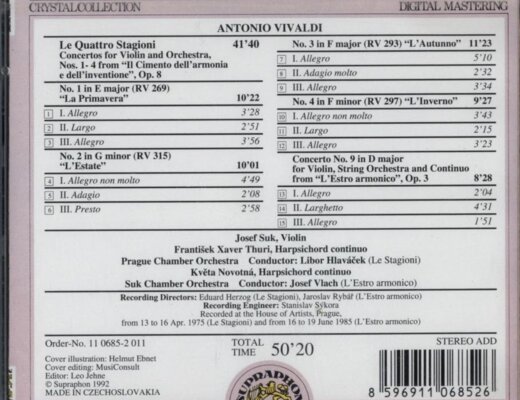 CRYSTALCOLLECTION
DIGITAL MASTERING
ANTONIO VIVALDI
Le Quattro Stagioni 41'40
Concertos for Violin and Orchestra,
Nos. 1- 4 from "Il Cimento dell'armonia
e dell'inventione", Op. 8
No. 1 in E major (RV 269)
"La Primavera" 10'22
1 I. Allegro 3'28
2 II. Largo 2'51
3 III. Allegro 3'56
No. 2 in G minor (RV 315)
"L'Estate" 10'01
4 I. Allegro non molto 4'49
5 II. Adagio 2'08
6 III. Presto 2'58
No. 3 in F major (RV 293) "L'Autunno" 11'23
7 I. Allegro 5'10
8 II. Adagio molto 2'32
9 III. Allegro 3'34
No. 4 in F minor (RV 297) "L'Inverno" 9'27
10 I. Allegro non molto 3'43
11 II. Largo 2'15
12 III. Allegro 3'23
Concerto No. 9 in D major
for Violin, String Orchestra and Continuo
from "L'Estro armonico", Op. 3 8'28
13 I. Allegro 2'04
14 II. Larghetto 4'31
15 III. Allegro 1'51
Josef Suk, Violin
František Xaver Thuri, Harpsichord continuo
Prague Chamber Orchestra Conductor: Libor Hlaváček (Le Stagioni)
Květa Novotná, Harpsichord continuo
Suk Chamber Orchestra Conductor: Josef Vlach (L'Estro armonico)
Recording Directors: Eduard Herzog (Le Stagioni), Jaroslav Rybář (L'Estro armonico)
Recording Engineer: Stanislav Sýkora
Recorded at the House of Artists, Prague,
from 13 to 16 Apr. 1975 (Le Stagioni) and from 16 to 19 June 1985 (L'Estro armonico)
Order-No. 11 0685-2 011
Cover illustration: Helmut Ebnet
Cover editing: MusiConsult
Editor: Leo Jehne
© Supraphon 1992
MADE IN CZECHOSLOVAKIA
TOTAL
TIME 50'20
STEREO ADD
SUPRAPHON
8 596911 068526